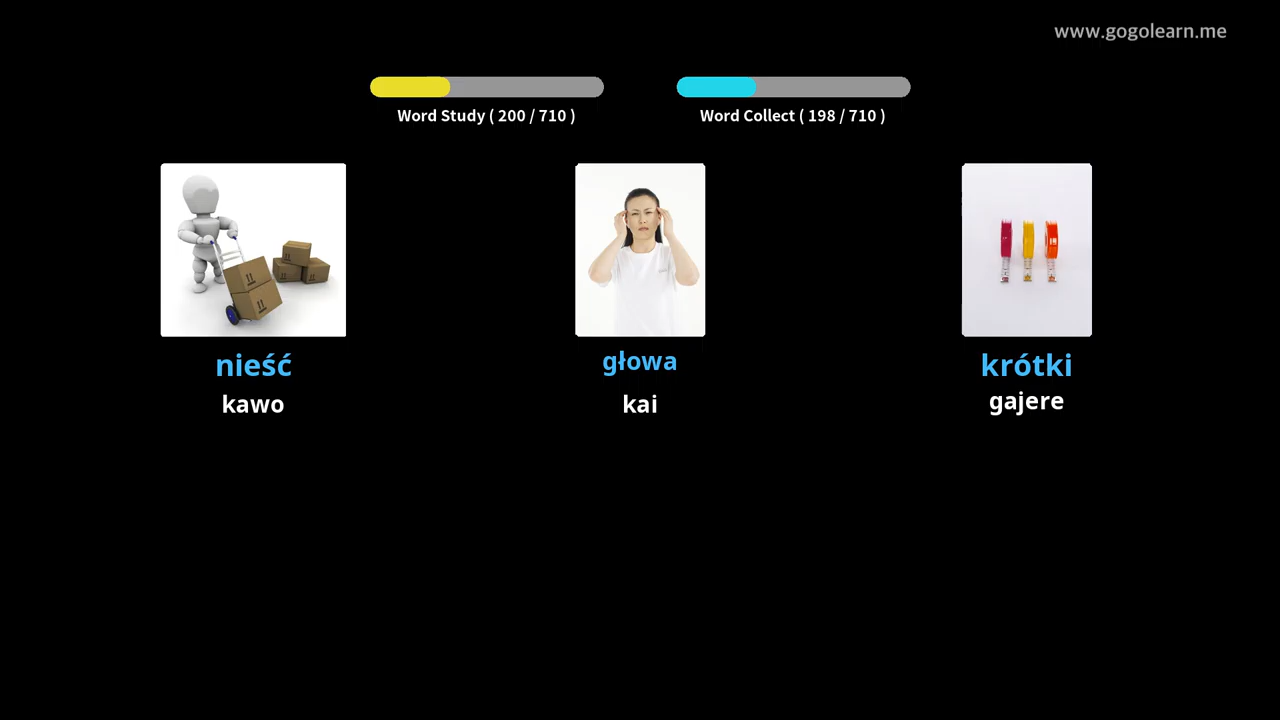 www.gogolearn.me
Word Study ( 200 / 710 )
Word Collect ( 198 / 710 )
nieść
głowa
krótki
kawo
kai
gajere